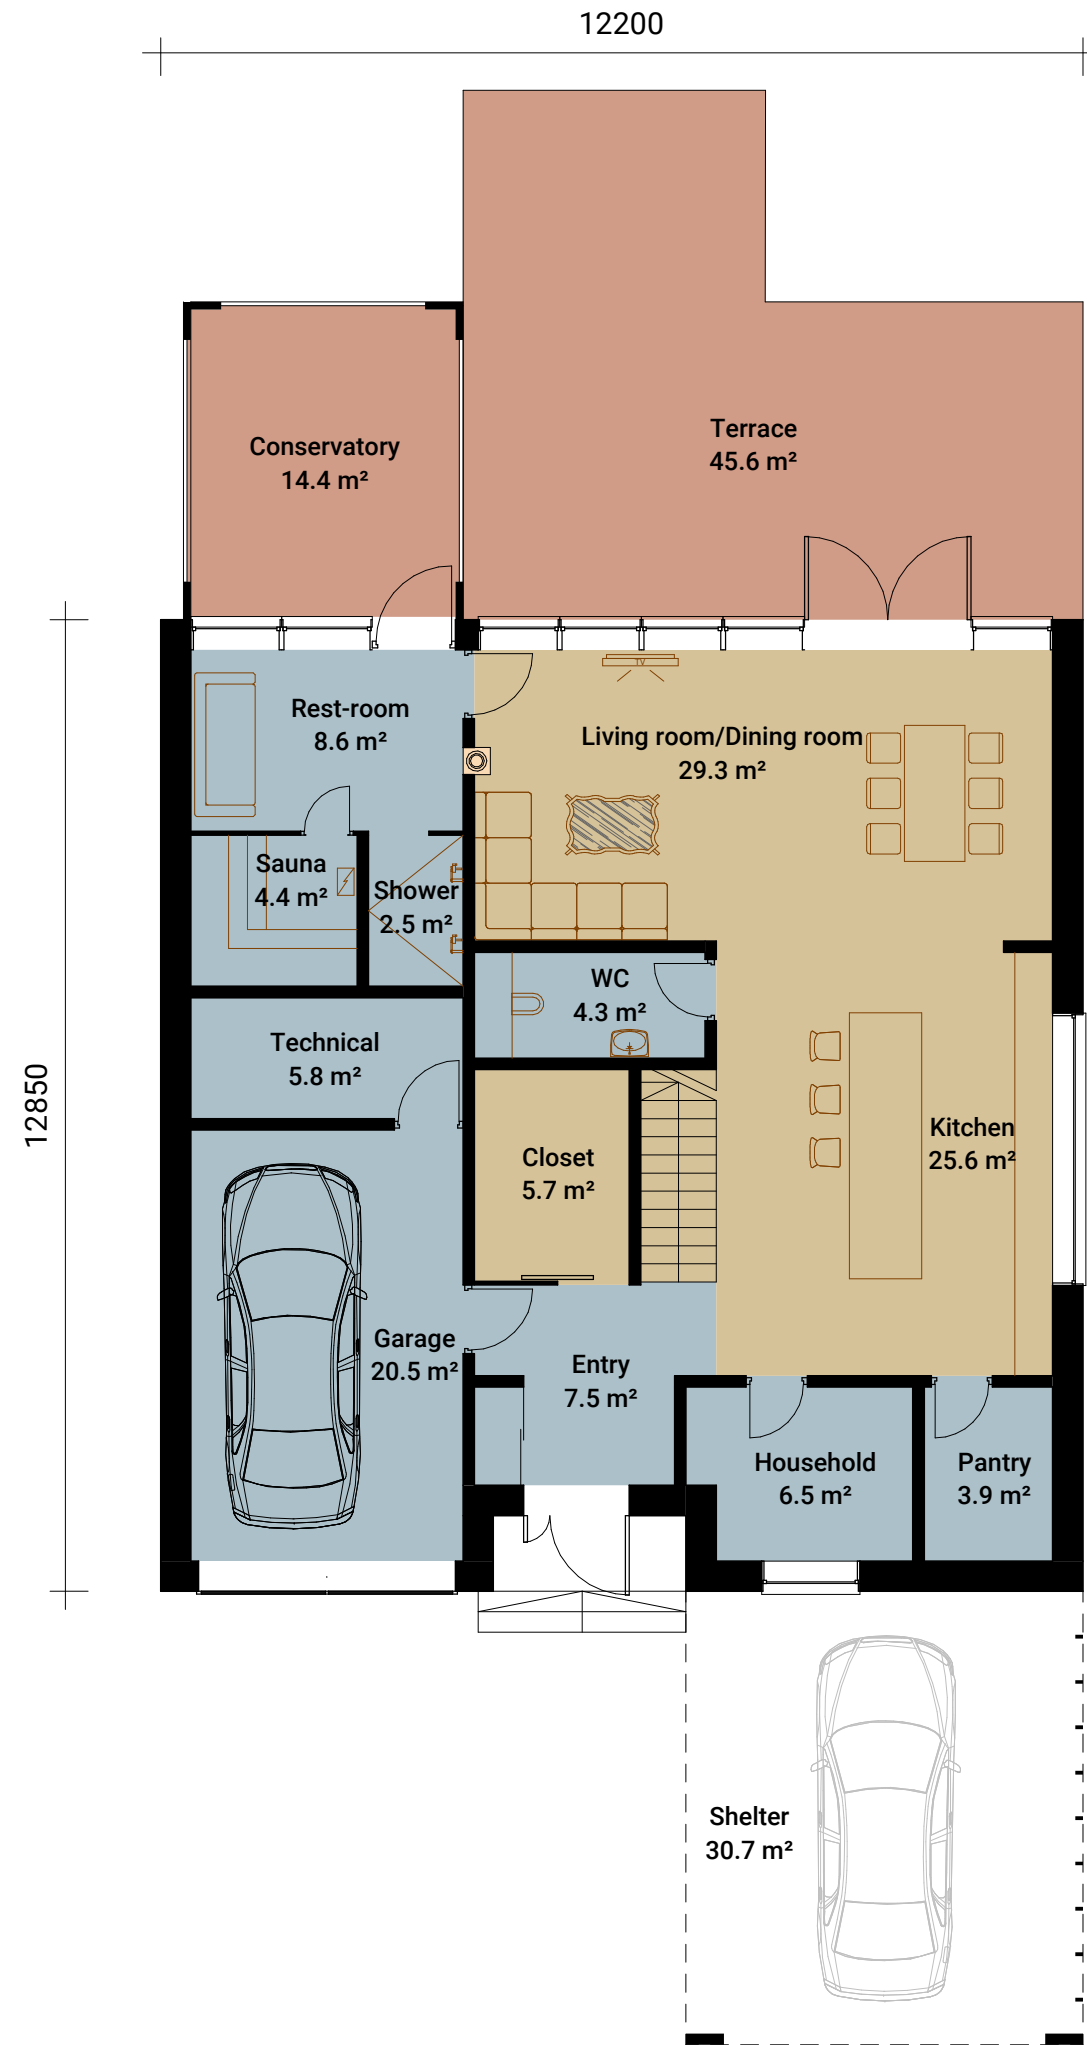 12200
Conservatory
14.4 m²
Terrace
45.6 m²
12850
Rest-room
8.6 m²
TV
Living room/Dining room
29.3 m²
Sauna
4.4 m²
Shower
2.5 m²
WC
4.3 m²
Technical
5.8 m²
Closet
5.7 m²
Kitchen
25.6 m²
Garage
20.5 m²
Entry
7.5 m²
Household
6.5 m²
Pantry
3.9 m²
Shelter
30.7 m²